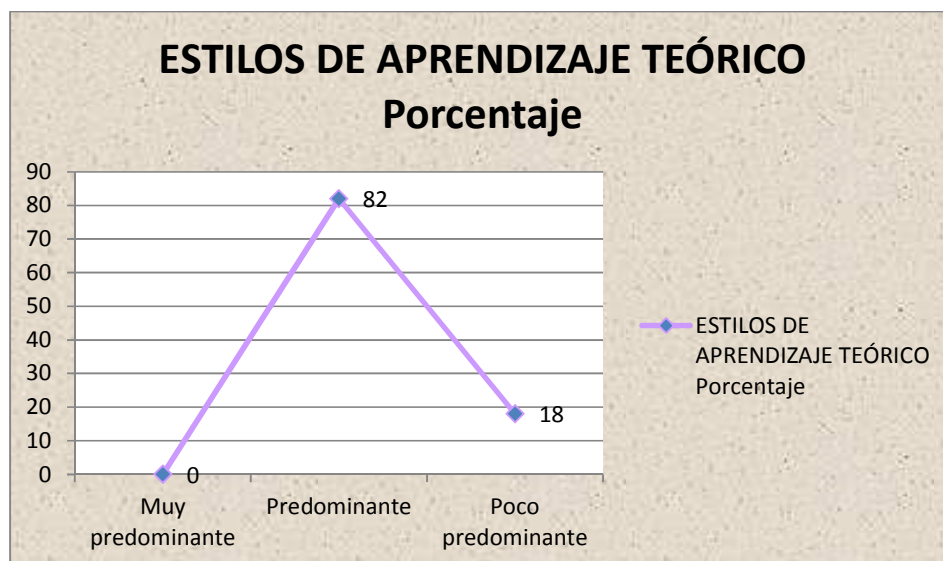 ESTILOS DE APRENDIZAJE TEÓRICO
Porcentaje
90
80
70
60
50
40
30
20
10
0
82
18
0
Muy
predominante
Predominante
Poco
predominante
ESTILOS DE
APRENDIZAJE TEÓRICO
Porcentaje